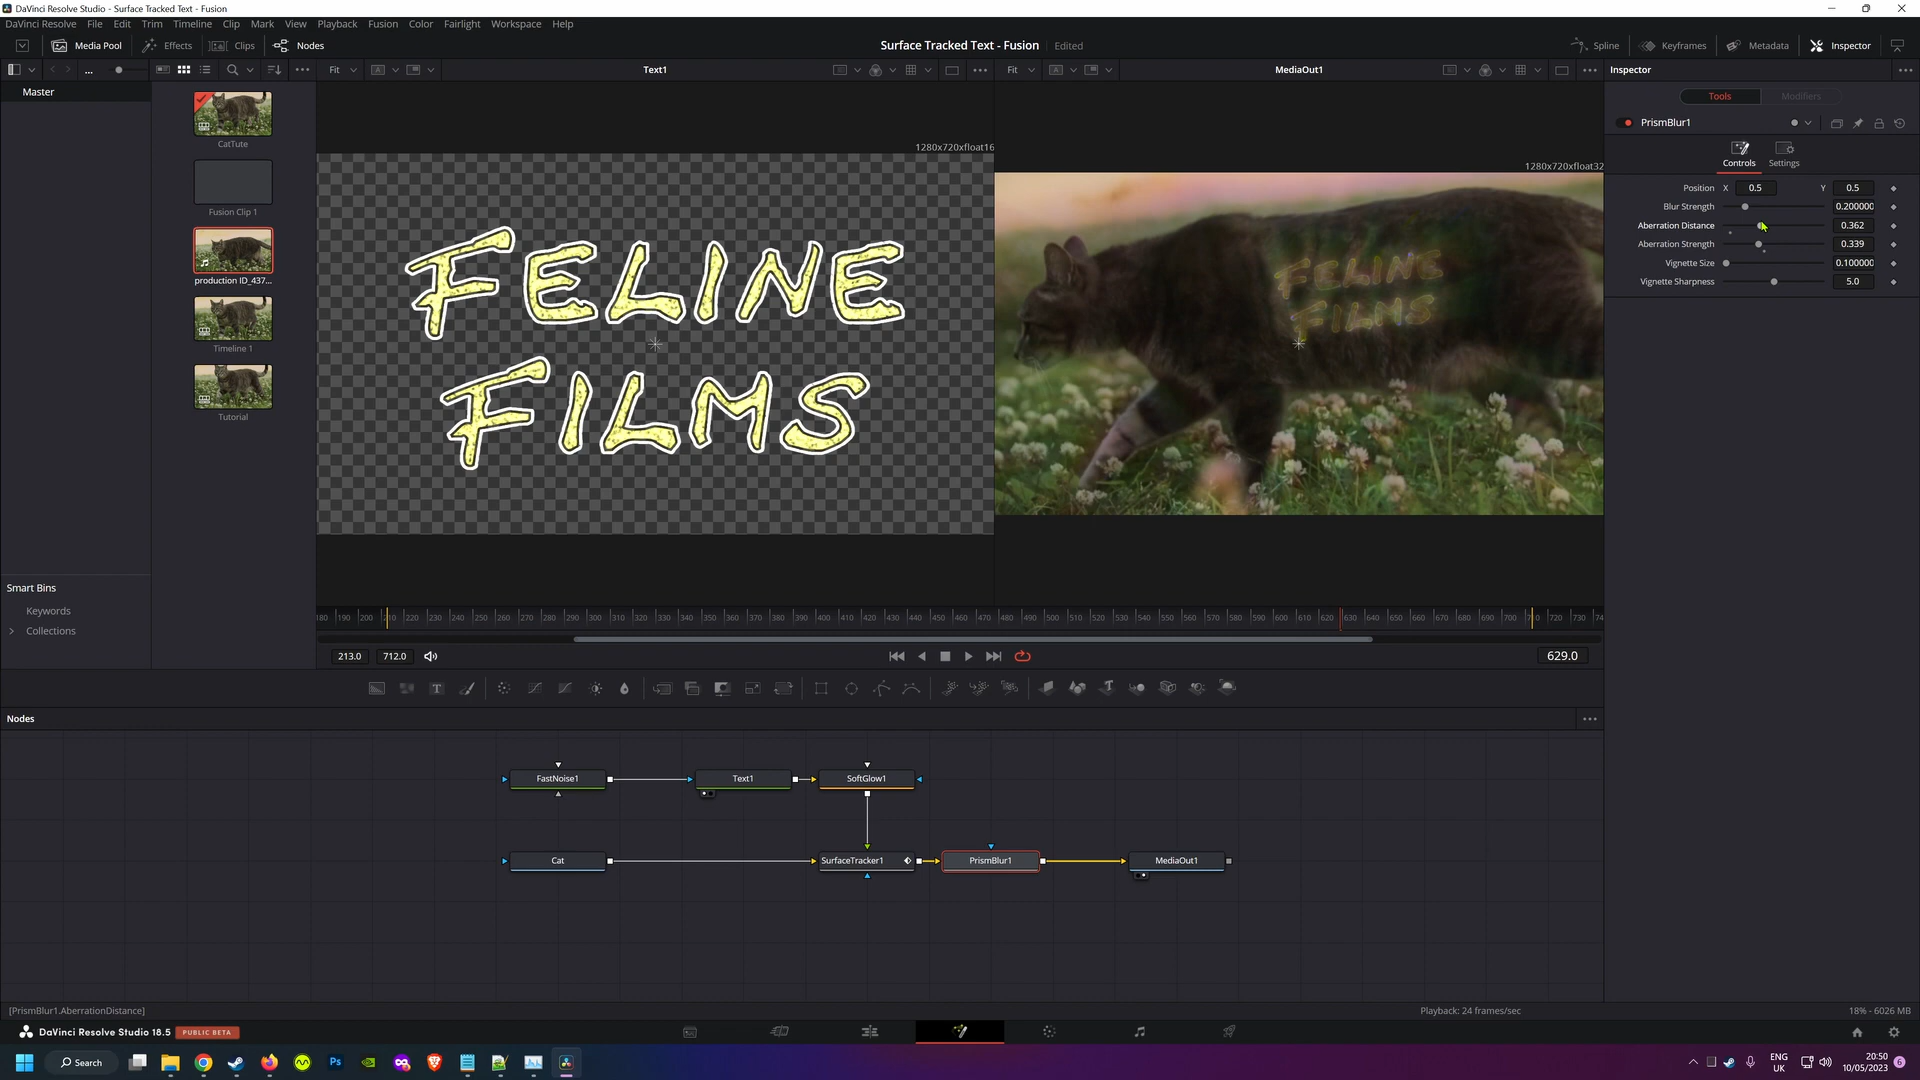 DaVinci Resolve Studio - Surface Tracked Text - Fusion
DaVinci Resolve File Edit Trim Timeline Clip Mark View Playback Fusion Color Fairlight Workspace Help
Media Pool Effects Clips Nodes Surface Tracked Text - Fusion Edited Spline Keyframes Metadata Inspector
Fit Text1 Fit MediaOut1 Inspector
Master
CatTute
Fusion Clip 1
production ID_437...
Timeline 1
Tutorial
Smart Bins
Keywords
Collections
1280x720xfloat16
FELINE
FILMS
1280x720xfloat32
FELINE
FILMS
Tools Modifiers
PrismBlur1
Controls Settings
Position X 0.5 Y 0.5
Blur Strength 0.200000
Aberration Distance 0.362
Aberration Strength 0.339
Vignette Size 0.100000
Vignette Sharpness 5.0
180 190 200 210 220 230 240 250 260 270 280 290 300 310 320 330 340 350 360 370 380 390 400 410 420 430 440 450 460 470 480 490 500 510 520 530 540 550 560 570 580 590 600 610 620 630 640 650 660 670 680 690 700 7 0 720 730 74
213.0 712.0 629.0
Nodes
FastNoise1 Text1 SoftGlow1
Cat SurfaceTracker1 PrismBlur1 MediaOut1
[PrismBlur1.AberrationDistance] Playback: 24 frames/sec 18% - 6026 MB
DaVinci Resolve Studio 18.5 PUBLIC BETA
Search Ps ENG UK 20:50 10/05/2023 6